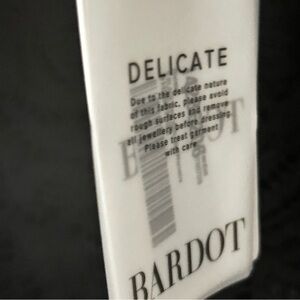 DELICATE
Due to the delicate nature
of this fabric, please avoid
rough surfaces and remove
all jewellery before dressing.
Please treat garment
with care.
BARDOT